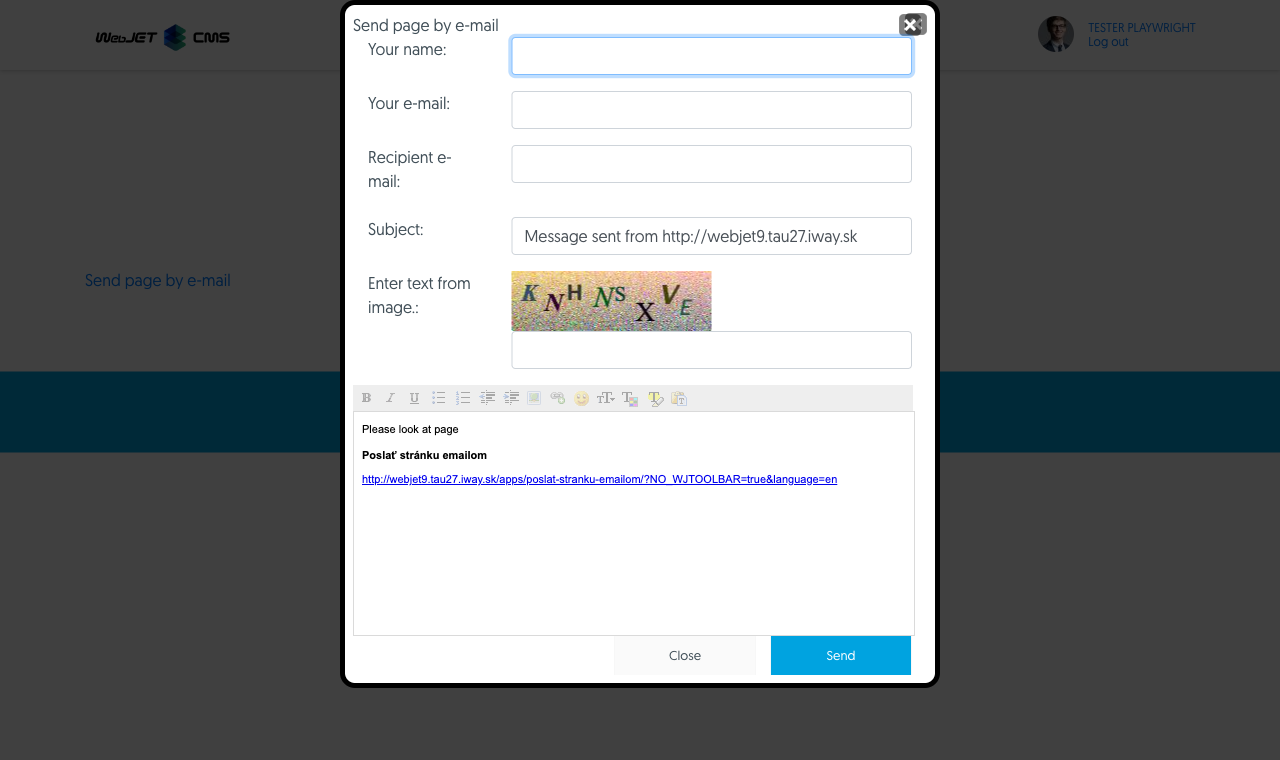 WebJET CMS
TESTER PLAYWRIGHT
Log out
Send page by e-mail
Send page by e-mail
Your name:
Your e-mail:
Recipient e-
mail:
Subject:
Message sent from http://webjet9.tau27.iway.sk
Enter text from
image.:
K N H N S X V E
Please look at page
Poslať stránku emailom
http://webjet9.tau27.iway.sk/apps/poslat-stranku-emailom/?NO_WJTOOLBAR=true&language=en
Close
Send